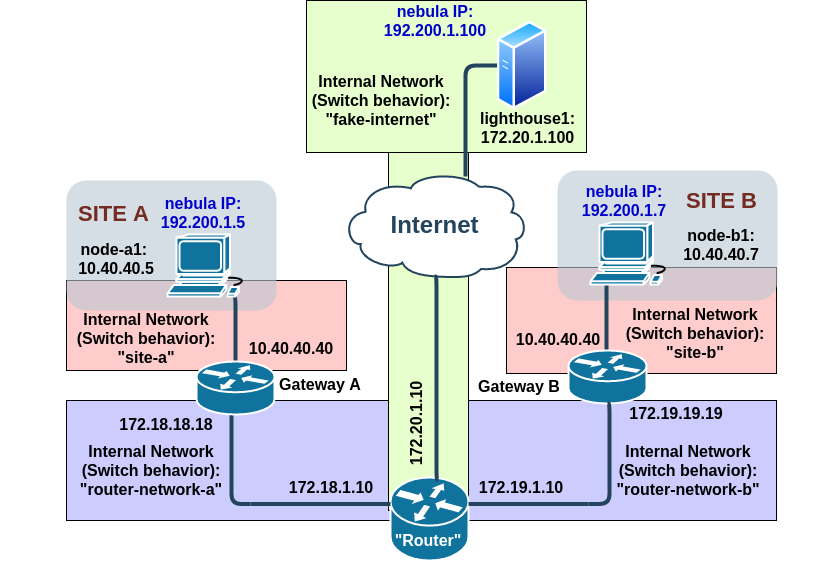 nebula IP:
192.200.1.100
Internal Network
(Switch behavior):
"fake-internet"
lighthouse1:
172.20.1.100
Internet
SITE A
nebula IP:
192.200.1.5
node-a1:
10.40.40.5
nebula IP:
192.200.1.7
SITE B
node-b1:
10.40.40.7
Internal Network
(Switch behavior):
"site-a"
10.40.40.40
Gateway A
Internal Network
(Switch behavior):
"site-b"
10.40.40.40
Gateway B
172.18.18.18
Internal Network
(Switch behavior):
"router-network-a"
172.18.1.10
172.20.1.10
172.19.1.10
172.19.19.19
Internal Network
(Switch behavior):
"router-network-b"
"Router"